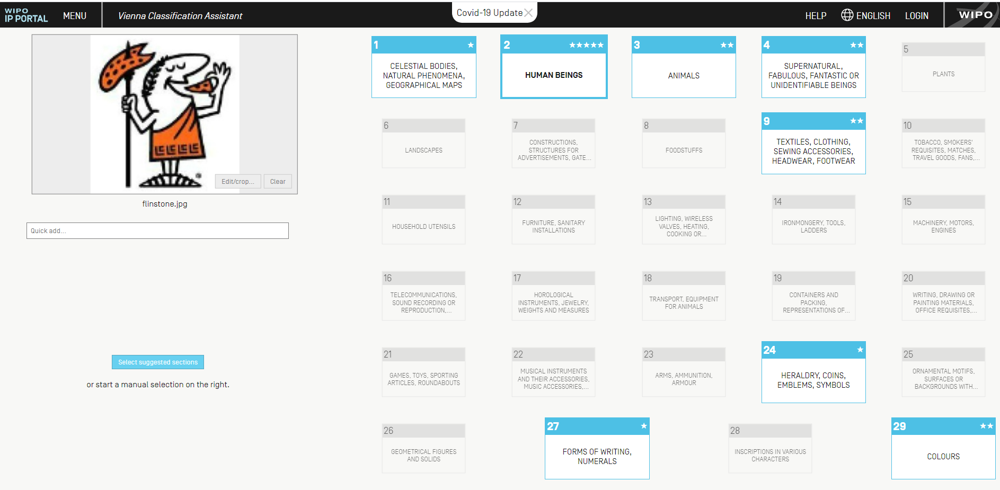 WIPO
IP PORTAL
MENU
Vienna Classification Assistant
Covid-19 Update
HELP
ENGLISH
LOGIN
WIPO
Edit/crop...
Clear
flinstone.jpg
Quick add...
Select suggested sections
or start a manual selection on the right.
1
CELESTIAL BODIES,
NATURAL PHENOMENA,
GEOGRAPHICAL MAPS
2
HUMAN BEINGS
3
ANIMALS
4
SUPERNATURAL,
FABULOUS, FANTASTIC OR
UNIDENTIFIABLE BEINGS
5
PLANTS
6
LANDSCAPES
7
CONSTRUCTIONS,
STRUCTURES FOR
ADVERTISEMENTS, GATE...
8
FOODSTUFFS
9
TEXTILES, CLOTHING,
SEWING ACCESSORIES,
HEADWEAR, FOOTWEAR
10
TOBACCO, SMOKERS'
REQUISITES, MATCHES,
TRAVEL GOODS, FANS,...
11
HOUSEHOLD UTENSILS
12
FURNITURE, SANITARY
INSTALLATIONS
13
LIGHTING, WIRELESS
VALVES, HEATING,
COOKING OR...
14
IRONMONGERY, TOOLS,
LADDERS
15
MACHINERY, MOTORS,
ENGINES
16
TELECOMMUNICATIONS,
SOUND RECORDING OR
REPRODUCTION,...
17
HOROLOGICAL
INSTRUMENTS, JEWELRY,
WEIGHTS AND MEASURES
18
TRANSPORT, EQUIPMENT
FOR ANIMALS
19
CONTAINERS AND
PACKING,
REPRESENTATIONS OF...
20
WRITING, DRAWING OR
PAINTING MATERIALS,
OFFICE REQUISITES,...
21
GAMES, TOYS, SPORTING
ARTICLES, ROUNDABOUTS
22
MUSICAL INSTRUMENTS
AND THEIR ACCESSORIES,
MUSIC ACCESSORIES,...
23
ARMS, AMMUNITION,
ARMOUR
24
HERALDRY, COINS,
EMBLEMS, SYMBOLS
25
ORNAMENTAL MOTIFS,
SURFACES OR
BACKGROUNDS WITH...
26
GEOMETRICAL FIGURES
AND SOLIDS
27
FORMS OF WRITING,
NUMERALS
28
INSCRIPTIONS IN VARIOUS
CHARACTERS
29
COLOURS